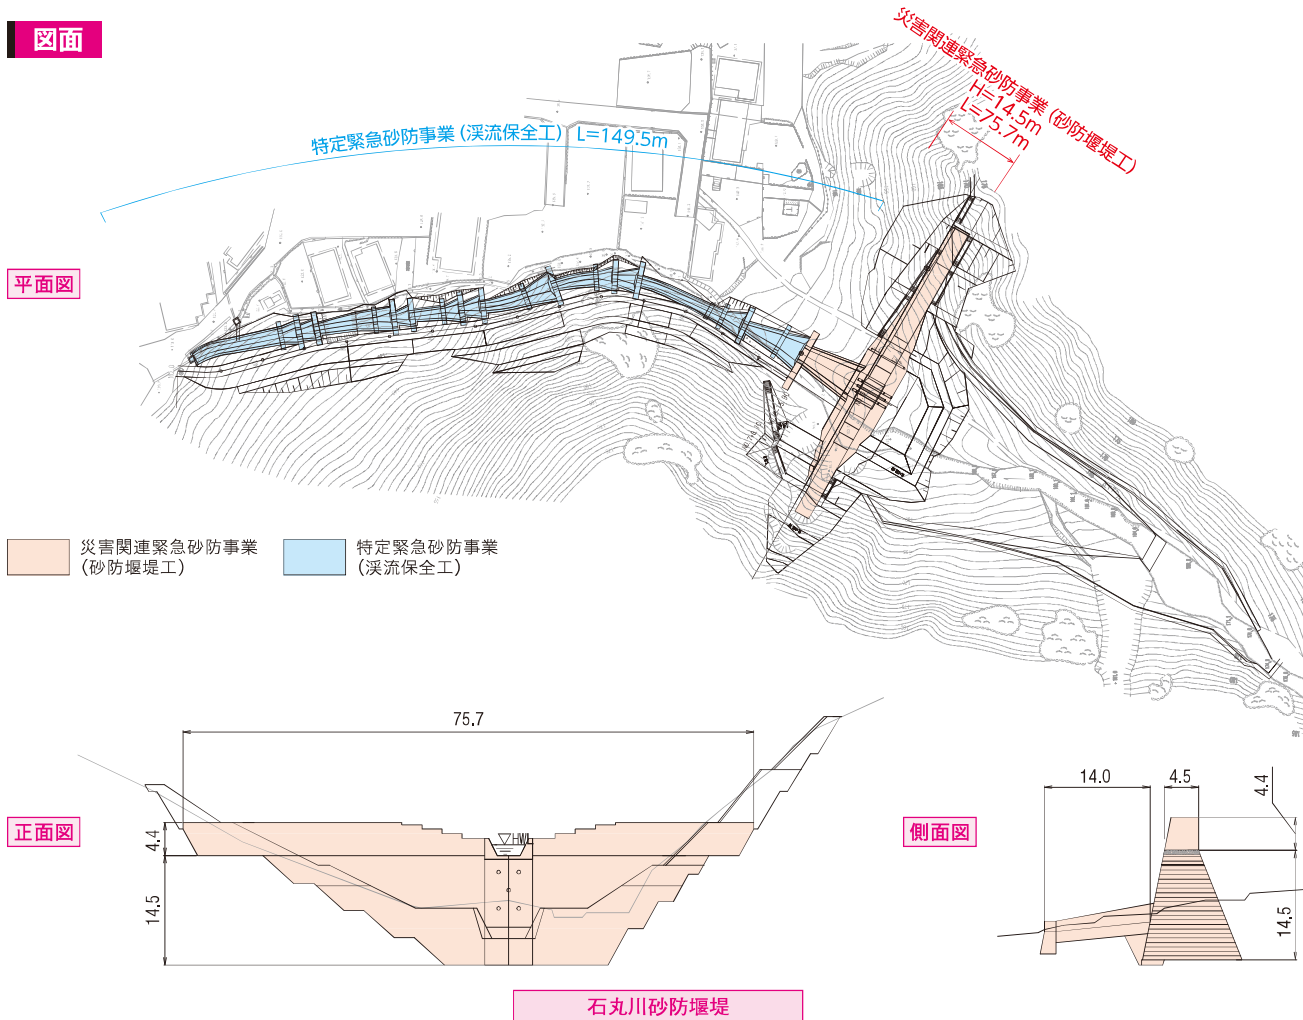 図面
災害関連緊急砂防事業(砂防堰堤工)
H=14.5m
L=75.7m
特定緊急砂防事業(渓流保全工) L=149.5m
平面図
災害関連緊急砂防事業
(砂防堰堤工)
特定緊急砂防事業
(渓流保全工)
75.7
正面図
4.4
14.5
HWL
14.0
4.5
4.4
側面図
14.5
石丸川砂防堰堤